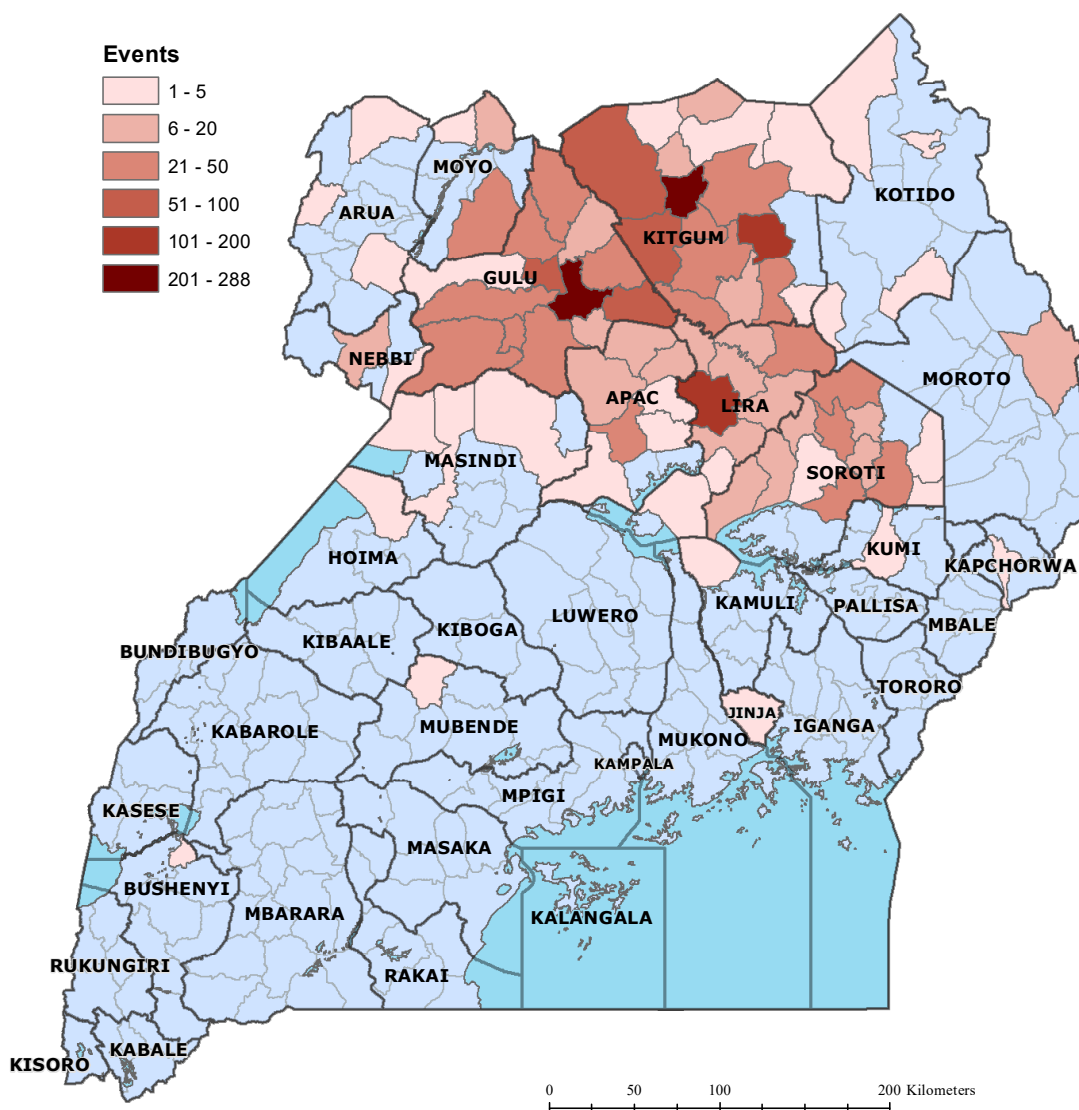 Events
1 - 5
6 - 20
21 - 50
51 - 100
101 - 200
201 - 288
MOYO
ARUA
KOTIDO
KITGUM
GULU
NEBBI
MOROTO
APAC
LIRA
MASINDI
SOROTI
HOIMA
KUMI
KAPCHORWA
KAMULI
PALLISA
LUWERO
KIBOGA
MBALE
KIBAALE
BUNDIBUGYO
TORORO
JINJA
IGANGA
KABAROLE
MUBENDE
MUKONO
KAMPALA
MPIGI
KASESE
MASAKA
BUSHENYI
MBARARA
KALANGALA
RUKUNGIRI
RAKAI
KABALE
KISORO
0 50 100 200 Kilometers